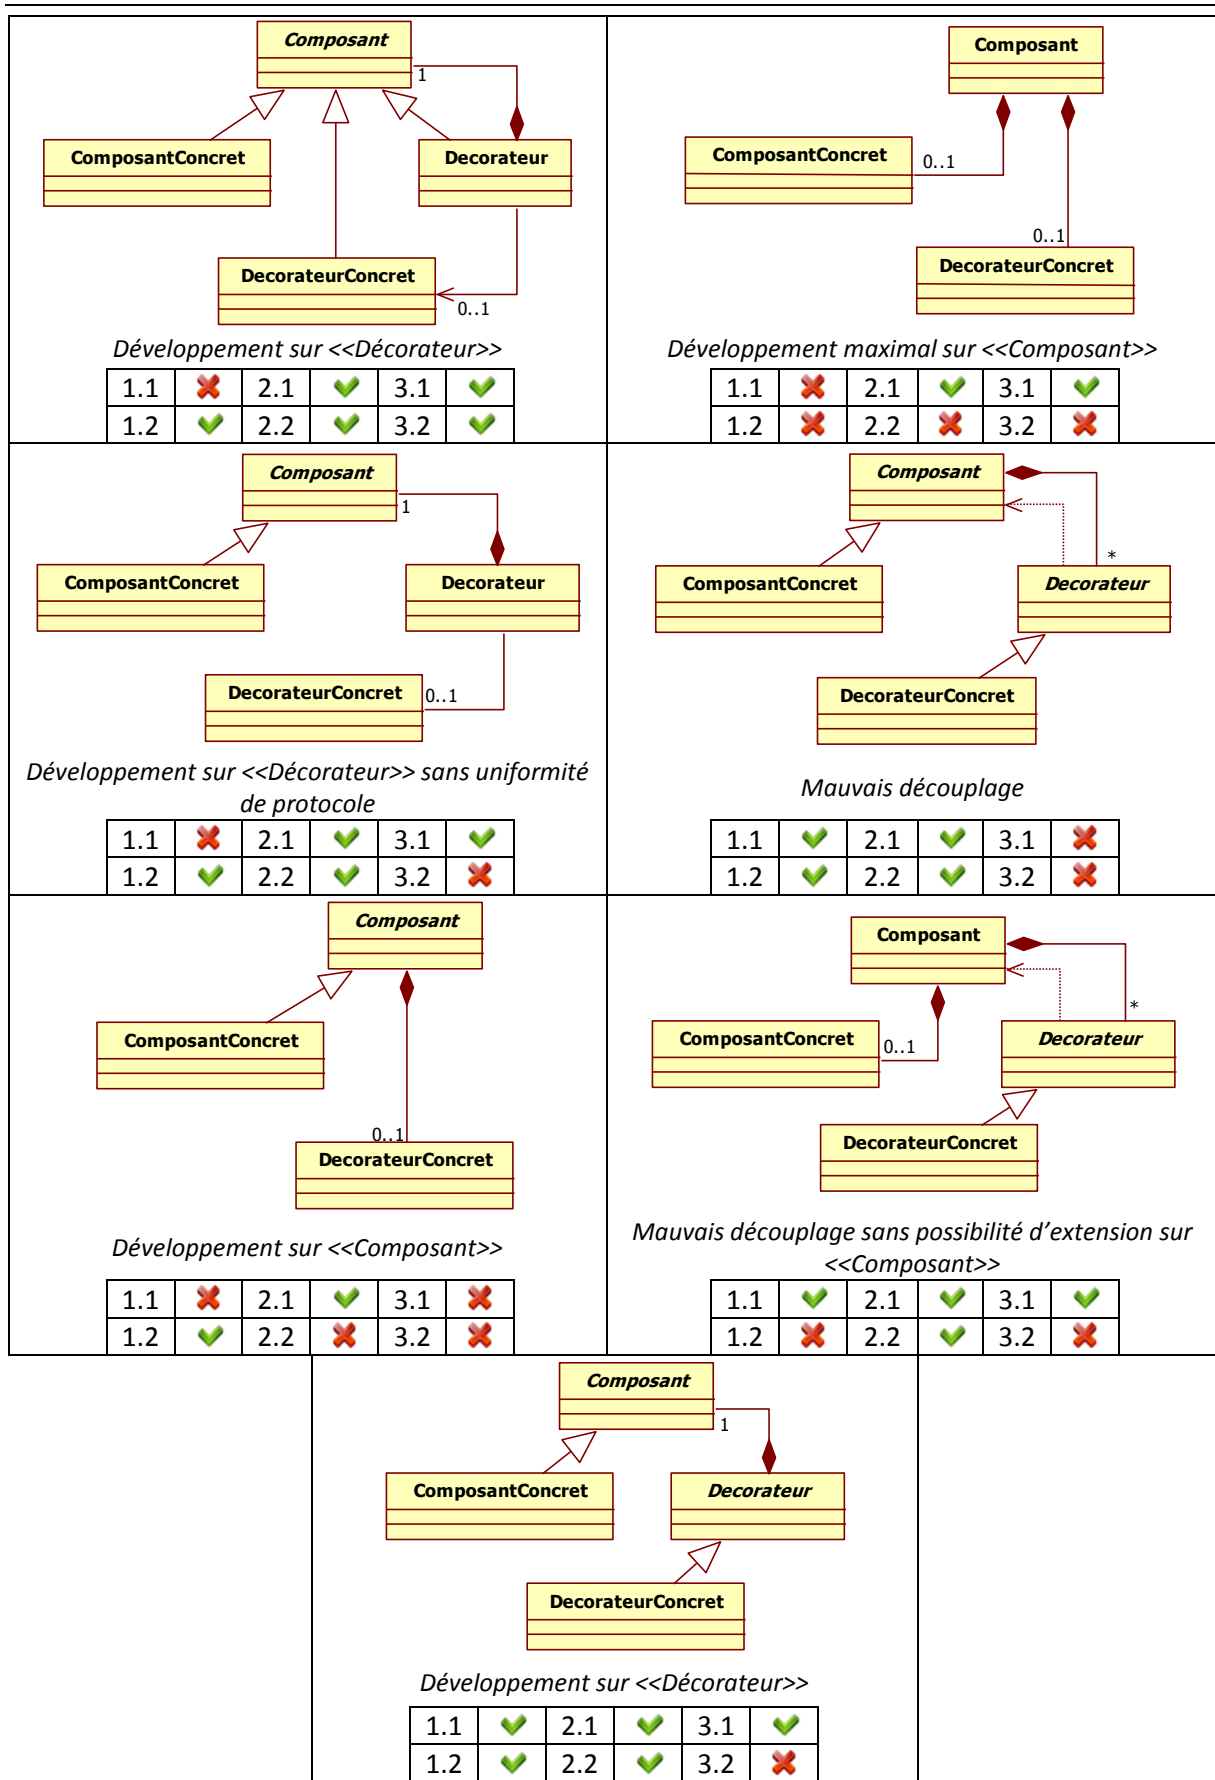 Composant
1
ComposantConcret
Decorateur
DecorateurConcret
0..1
Développement sur <<Décorateur>>
1.1 ✖ 2.1 ✔ 3.1 ✔
1.2 ✔ 2.2 ✔ 3.2 ✔
Composant
ComposantConcret
0..1
0..1
DecorateurConcret
Développement maximal sur <<Composant>>
1.1 ✖ 2.1 ✔ 3.1 ✔
1.2 ✖ 2.2 ✖ 3.2 ✖
Composant
1
ComposantConcret
Decorateur
DecorateurConcret
0..1
Développement sur <<Décorateur>> sans uniformité
de protocole
1.1 ✖ 2.1 ✔ 3.1 ✔
1.2 ✔ 2.2 ✔ 3.2 ✖
Composant
*
ComposantConcret
Decorateur
DecorateurConcret
Mauvais découplage
1.1 ✔ 2.1 ✔ 3.1 ✖
1.2 ✔ 2.2 ✔ 3.2 ✖
Composant
ComposantConcret
0..1
DecorateurConcret
Développement sur <<Composant>>
1.1 ✖ 2.1 ✔ 3.1 ✖
1.2 ✔ 2.2 ✖ 3.2 ✖
Composant
*
ComposantConcret
0..1
Decorateur
DecorateurConcret
Mauvais découplage sans possibilité d’extension sur
<<Composant>>
1.1 ✔ 2.1 ✔ 3.1 ✔
1.2 ✖ 2.2 ✔ 3.2 ✖
Composant
1
ComposantConcret
Decorateur
DecorateurConcret
Développement sur <<Décorateur>>
1.1 ✔ 2.1 ✔ 3.1 ✔
1.2 ✔ 2.2 ✔ 3.2 ✖